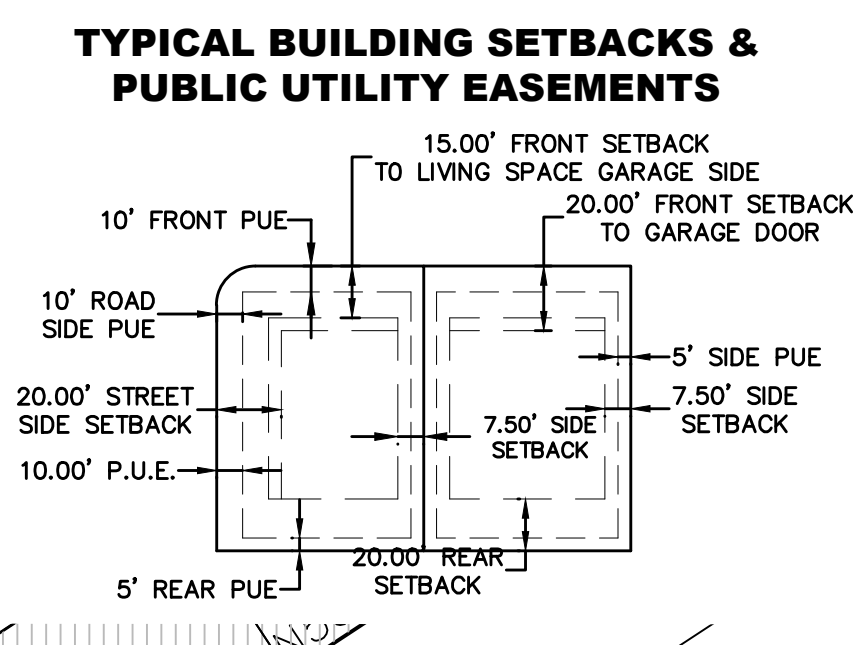 TYPICAL BUILDING SETBACKS &
PUBLIC UTILITY EASEMENTS
15.00' FRONT SETBACK
TO LIVING SPACE GARAGE SIDE
10' FRONT PUE
20.00' FRONT SETBACK
TO GARAGE DOOR
10' ROAD
SIDE PUE
5' SIDE PUE
20.00' STREET
SIDE SETBACK
7.50' SIDE
SETBACK
7.50' SIDE
SETBACK
10.00' P.U.E.
20.00' REAR
SETBACK
5' REAR PUE